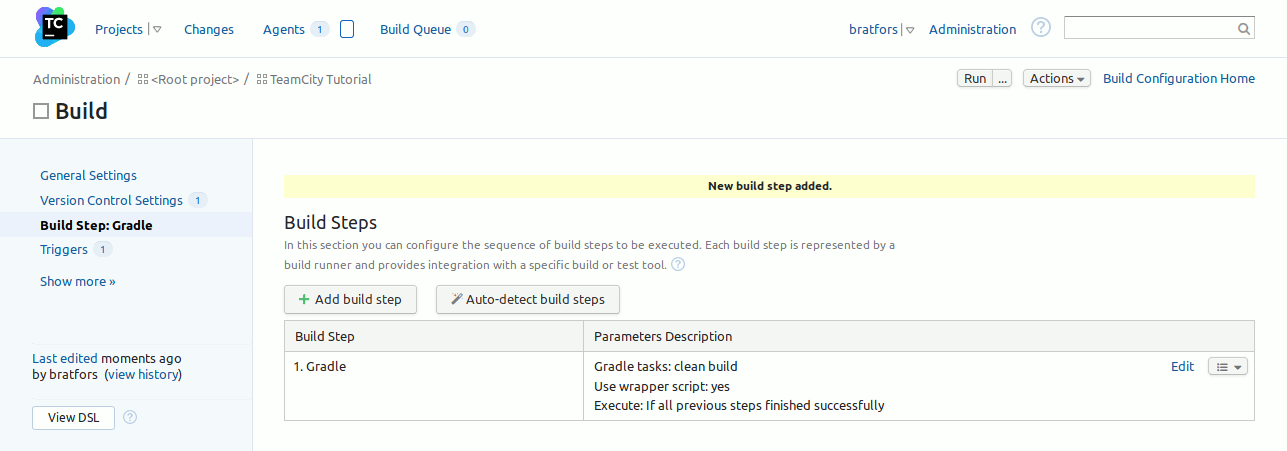 TC
Projects
Changes
Agents 1
Build Queue 0
bratfors
Administration
?
Administration / <Root project> / TeamCity Tutorial
Run ...
Actions
Build Configuration Home
Build
General Settings
Version Control Settings 1
Build Step: Gradle
Triggers 1
Show more »
Last edited moments ago
by bratfors (view history)
View DSL ?
New build step added.
Build Steps
In this section you can configure the sequence of build steps to be executed. Each build step is represented by a
build runner and provides integration with a specific build or test tool. ?
+ Add build step
Auto-detect build steps
Build Step
Parameters Description
1. Gradle
Gradle tasks: clean build
Use wrapper script: yes
Execute: If all previous steps finished successfully
Edit